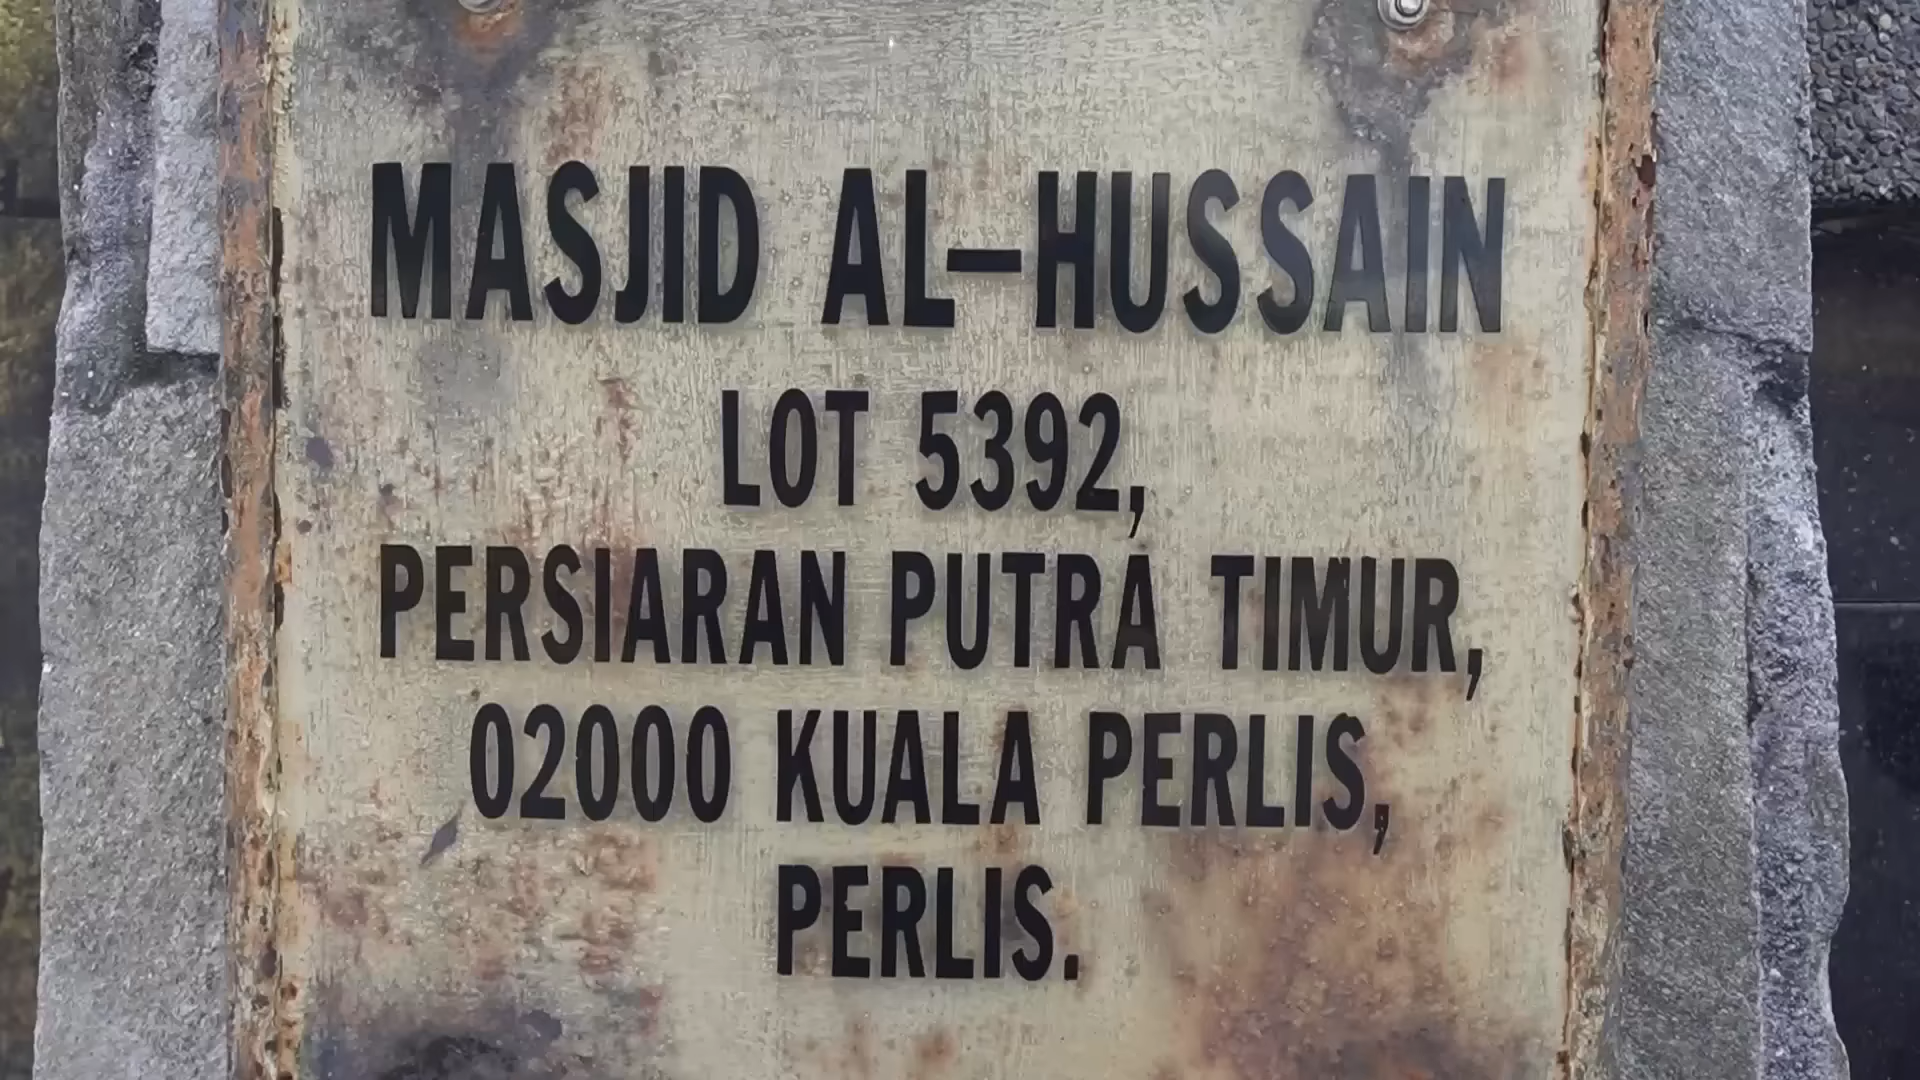 MASJID AL-HUSSAIN
LOT 5392,
PERSIARAN PUTRA TIMUR,
02000 KUALA PERLIS,
PERLIS.